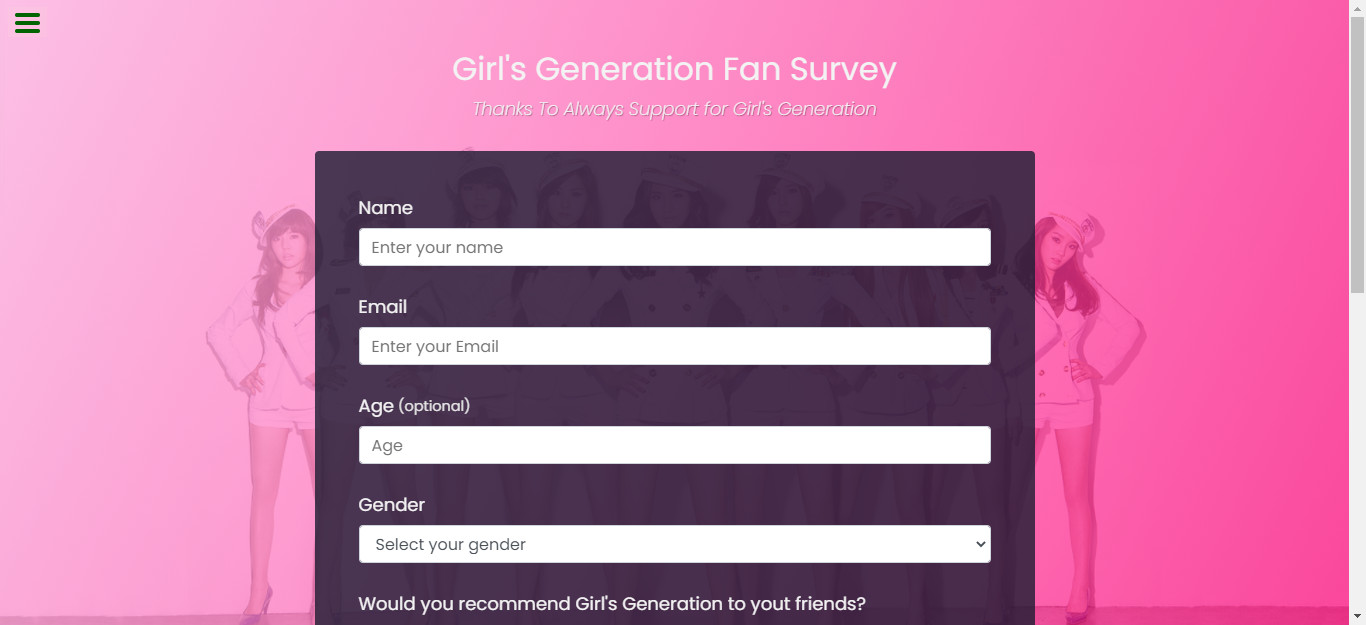 Girl's Generation Fan Survey
Thanks To Always Support for Girl's Generation
Name
Enter your name
Email
Enter your Email
Age (optional)
Age
Gender
Select your gender
Would you recommend Girl's Generation to yout friends?